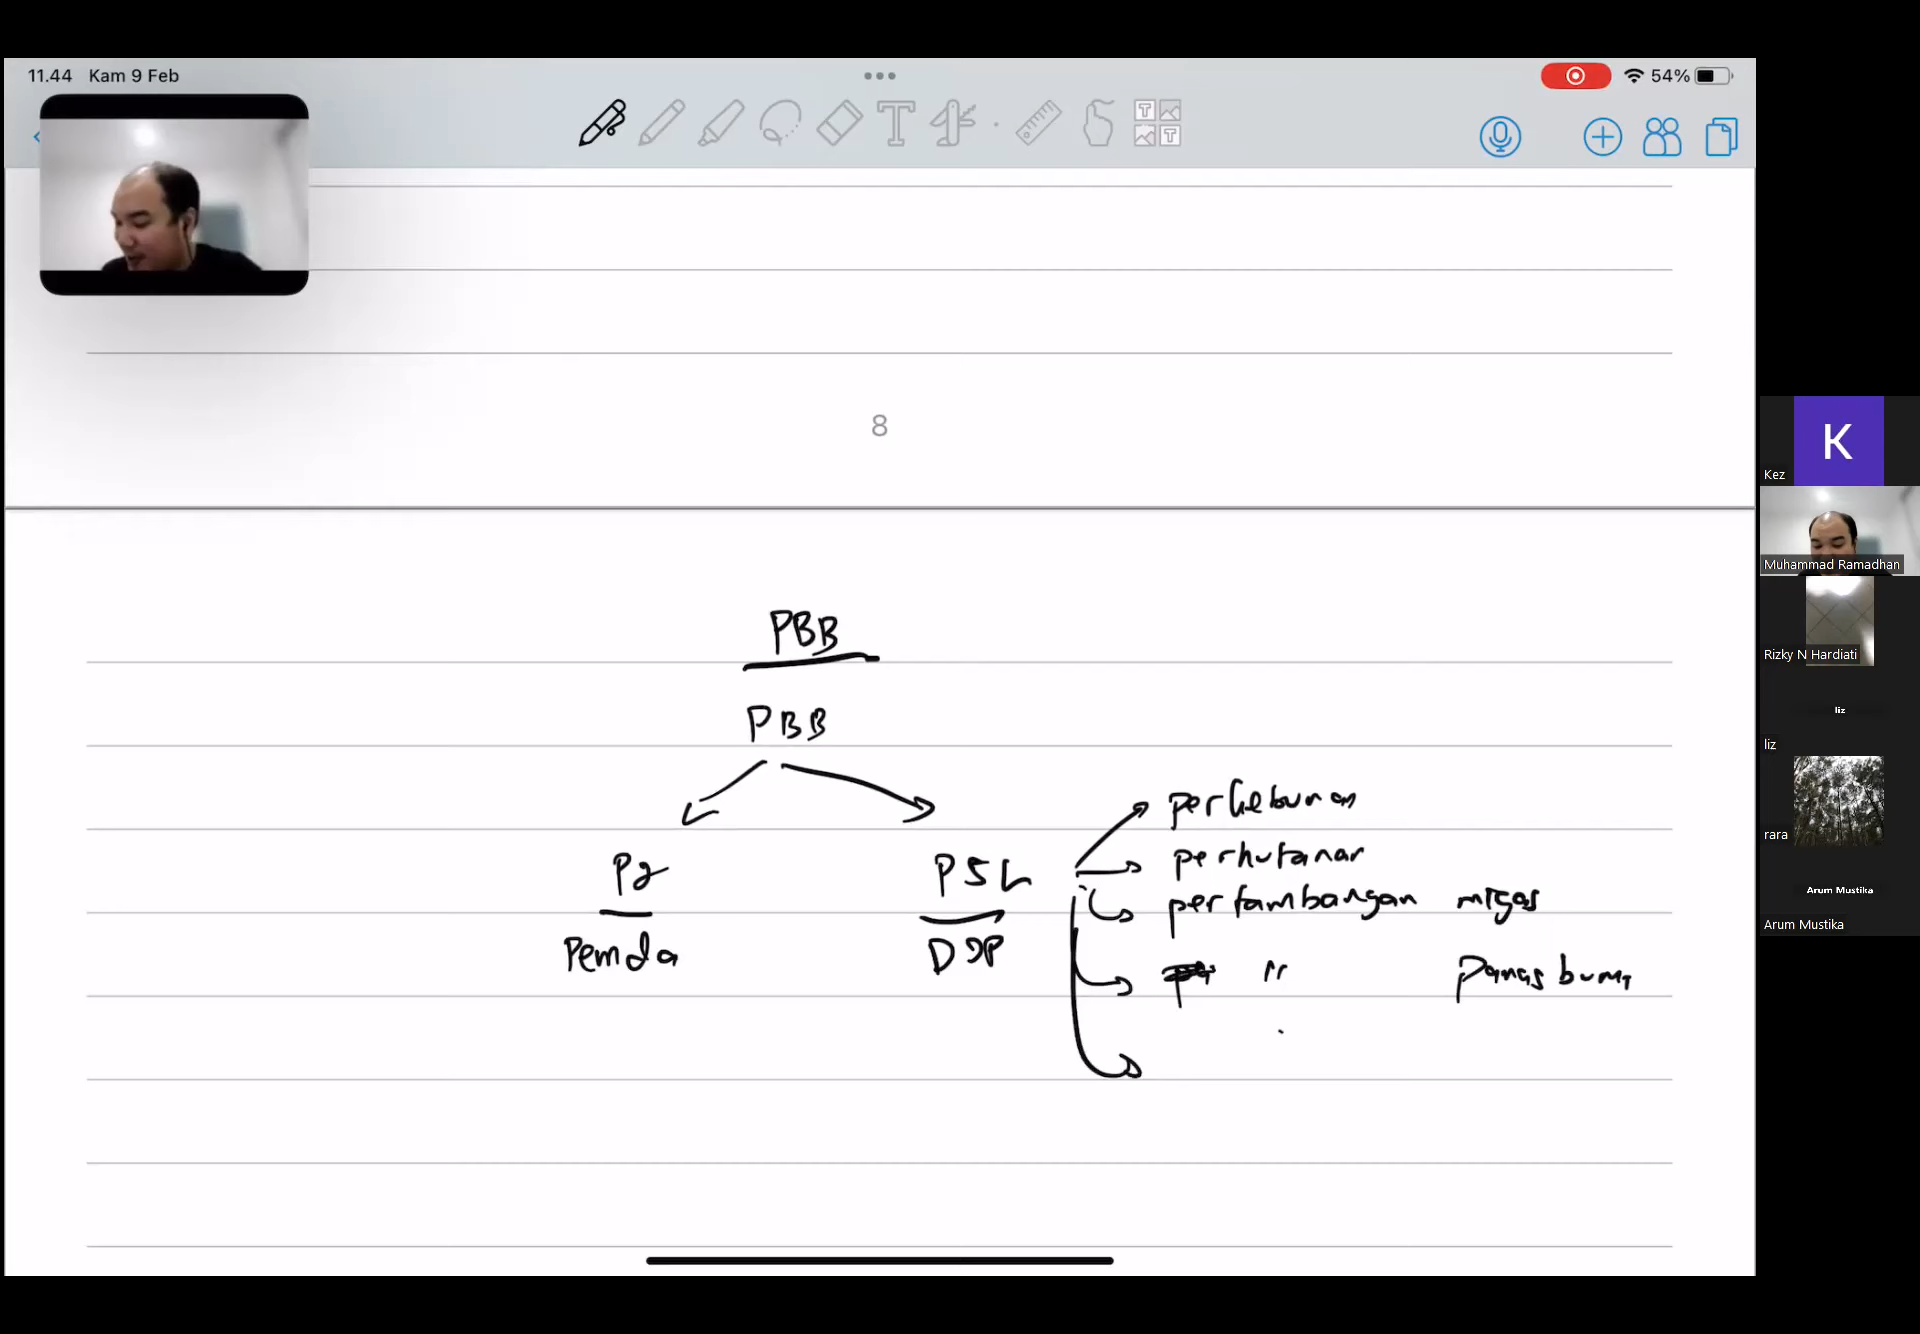 11.44 Kam 9 Feb
54%
8
PBB
PBB
P2
Pemda
P5L
DJP
perkebunan
perhutanan
pertambangan migas
" Panas bumi
K
Kez
Muhammad Ramadhan
Rizky N Hardiati
liz
liz
rara
Arum Mustika
Arum Mustika